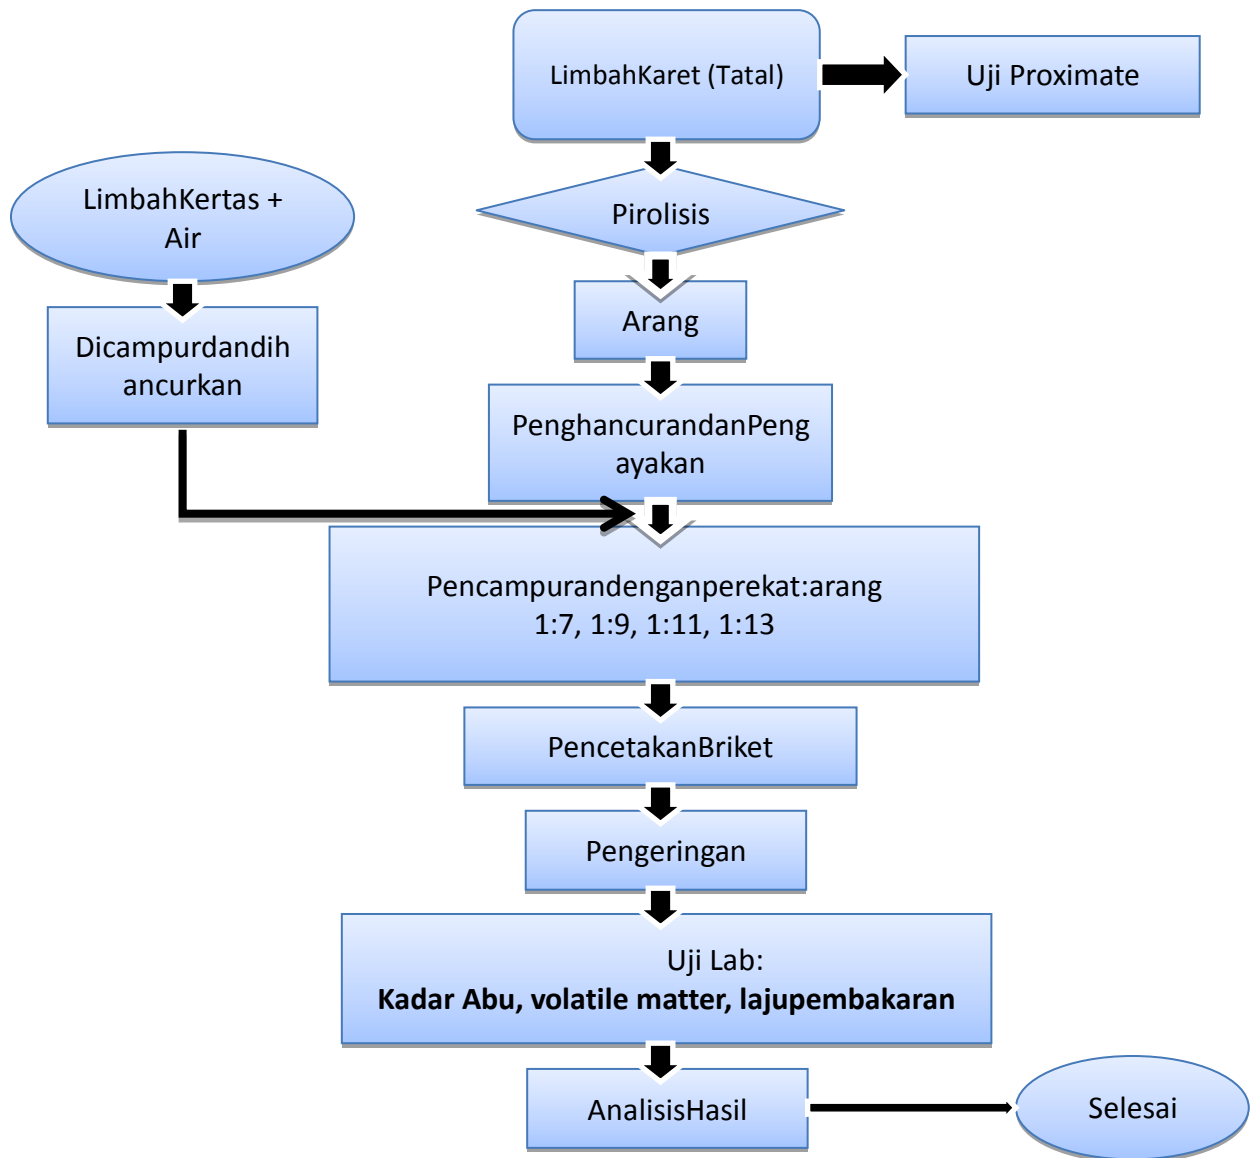 LimbahKaret (Tatal)
Uji Proximate
LimbahKertas +
Air
Pirolisis
Dicampurdandih
ancurkan
Arang
PenghancurandanPeng
ayakan
Pencampurandenganperekat:arang
1:7, 1:9, 1:11, 1:13
PencetakanBriket
Pengeringan
Uji Lab:
Kadar Abu, volatile matter, lajupembakaran
AnalisisHasil
Selesai